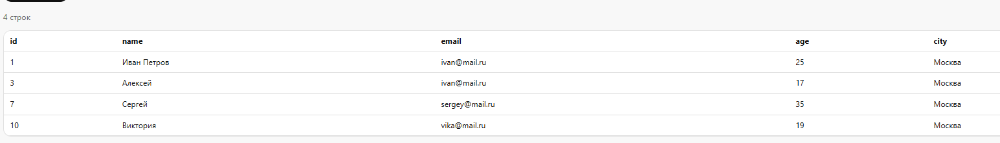 4 строк
id name email age city
1 Иван Петров ivan@mail.ru 25 Москва
3 Алексей ivan@mail.ru 17 Москва
7 Сергей sergey@mail.ru 35 Москва
10 Виктория vika@mail.ru 19 Москва